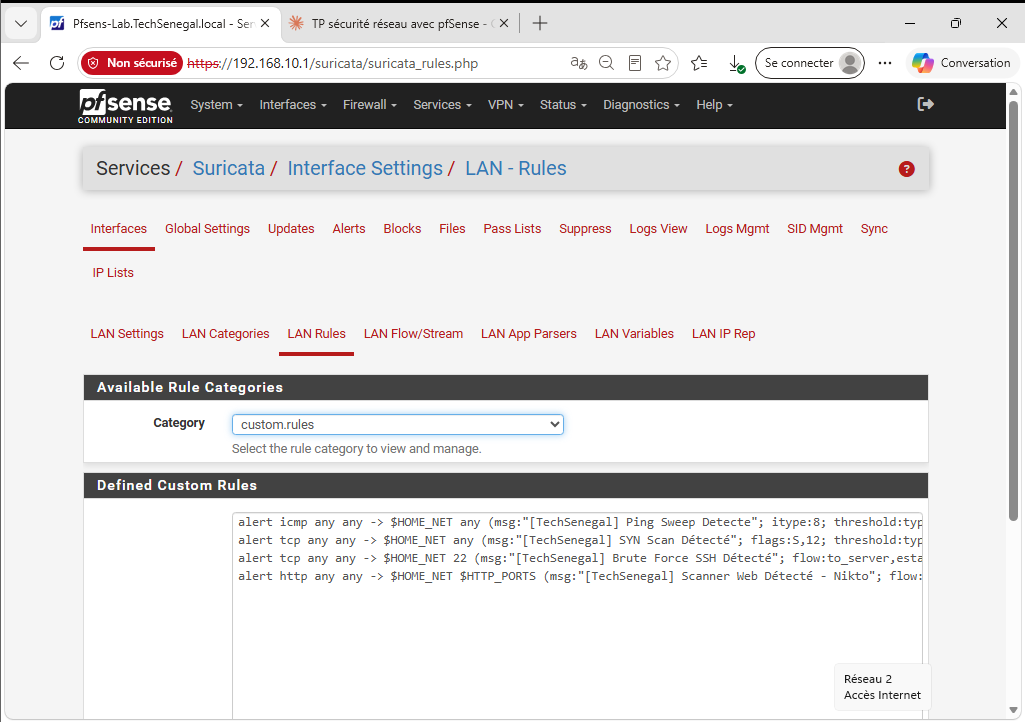 Pfsens-Lab.TechSenegal.local - Ser
TP sécurité réseau avec pfSense -
Non sécurisé https://192.168.10.1/suricata/suricata_rules.php
Se connecter
Conversation
pfsense
COMMUNITY EDITION
System Interfaces Firewall Services VPN Status Diagnostics Help
Services / Suricata / Interface Settings / LAN - Rules
Interfaces Global Settings Updates Alerts Blocks Files Pass Lists Suppress Logs View Logs Mgmt SID Mgmt Sync
IP Lists
LAN Settings LAN Categories LAN Rules LAN Flow/Stream LAN App Parsers LAN Variables LAN IP Rep
Available Rule Categories
Category custom.rules
Select the rule category to view and manage.
Defined Custom Rules
alert icmp any any -> $HOME_NET any (msg:"[TechSenegal] Ping Sweep Detecte"; itype:8; threshold:typ
alert tcp any any -> $HOME_NET any (msg:"[TechSenegal] SYN Scan Détecté"; flags:S,12; threshold:typ
alert tcp any any -> $HOME_NET 22 (msg:"[TechSenegal] Brute Force SSH Détecté"; flow:to_server,esta
alert http any any -> $HOME_NET $HTTP_PORTS (msg:"[TechSenegal] Scanner Web Détecté - Nikto"; flow:
Réseau 2
Accès Internet